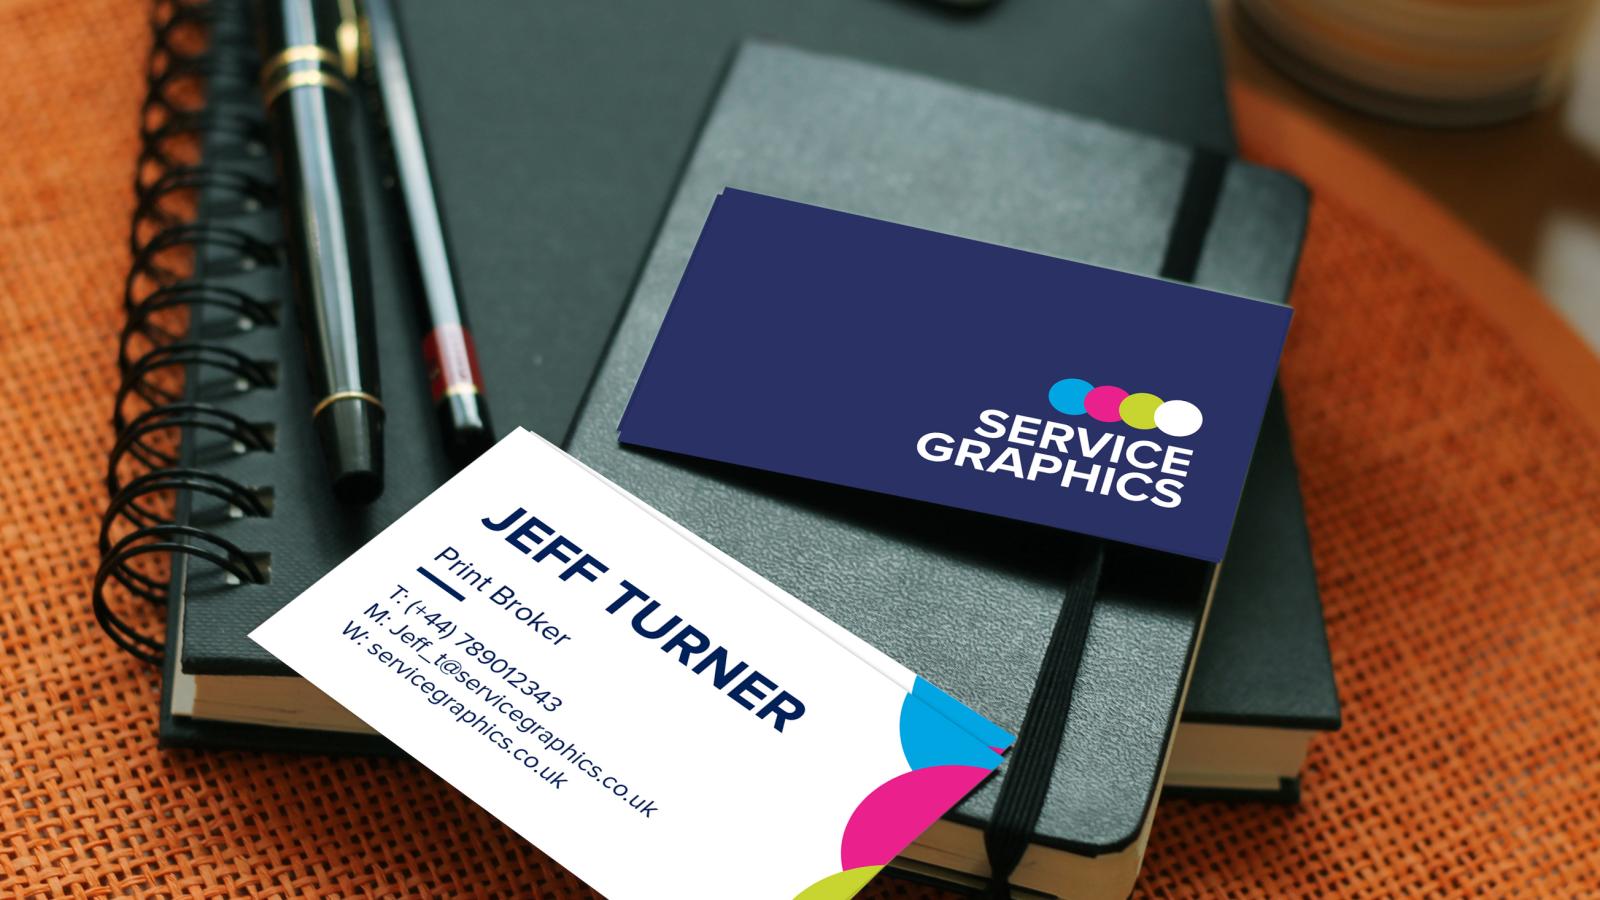 SERVICE
GRAPHICS
JEFF TURNER
Print Broker
T: (+44) 789012343
M: Jeff_t@servicegraphics.co.uk
W: servicegraphics.co.uk